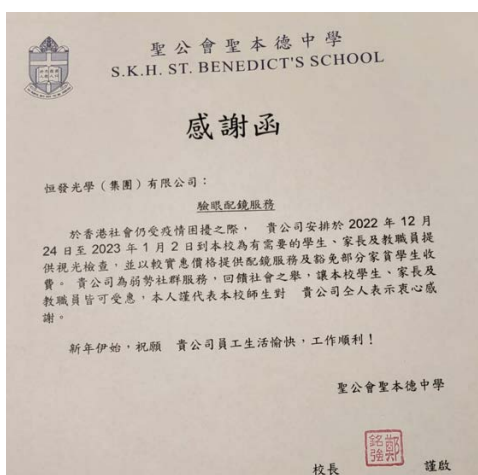 聖公會聖本德中學
S.K.H. ST. BENEDICT'S SCHOOL
感謝函
恒發光學（集團）有限公司：
驗眼配鏡服務
於香港社會仍受疫情困擾之際， 貴公司安排於 2022 年 12 月
24 日至 2023 年 1 月 2 日到本校為有需要的學生、家長及教職員提
供視光檢查，並以較實惠價格提供配鏡服務及豁免部分家貧學生收
費。 貴公司為弱勢社群服務，回饋社會之舉，讓本校學生、家長及
教職員皆可受惠，本人謹代表本校師生對 貴公司仝人表示衷心感
謝。
新年伊始，祝願 貴公司員工生活愉快，工作順利！
聖公會聖本德中學
校長 鄭銘強 謹啟